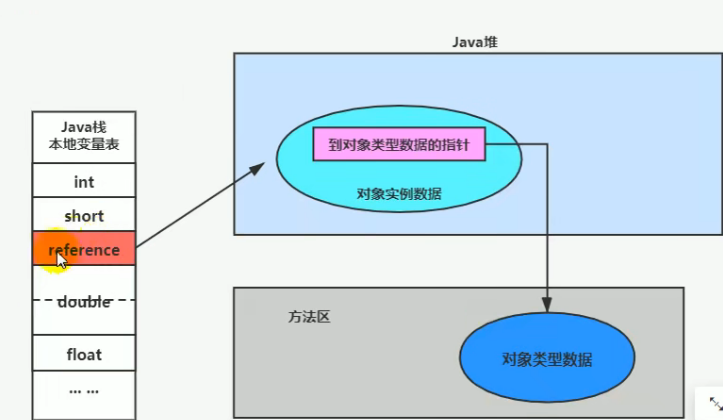 Java堆
Java栈
本地变量表
int
short
reference
double
float
... ...
到对象类型数据的指针
对象实例数据
方法区
对象类型数据